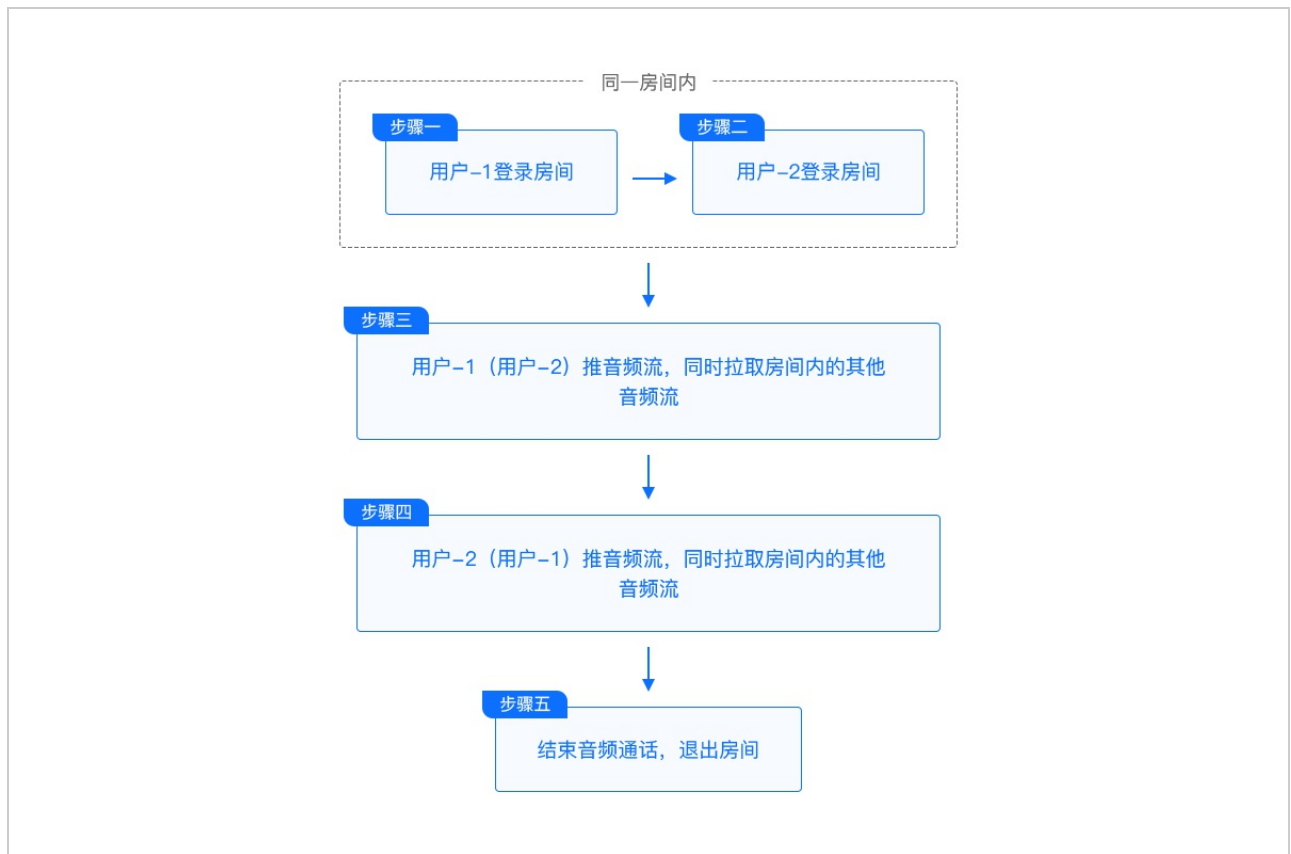 同一房间内
步骤一
用户-1登录房间
步骤二
用户-2登录房间
步骤三
用户-1（用户-2）推音频流，同时拉取房间内的其他
音频流
步骤四
用户-2（用户-1）推音频流，同时拉取房间内的其他
音频流
步骤五
结束音频通话，退出房间